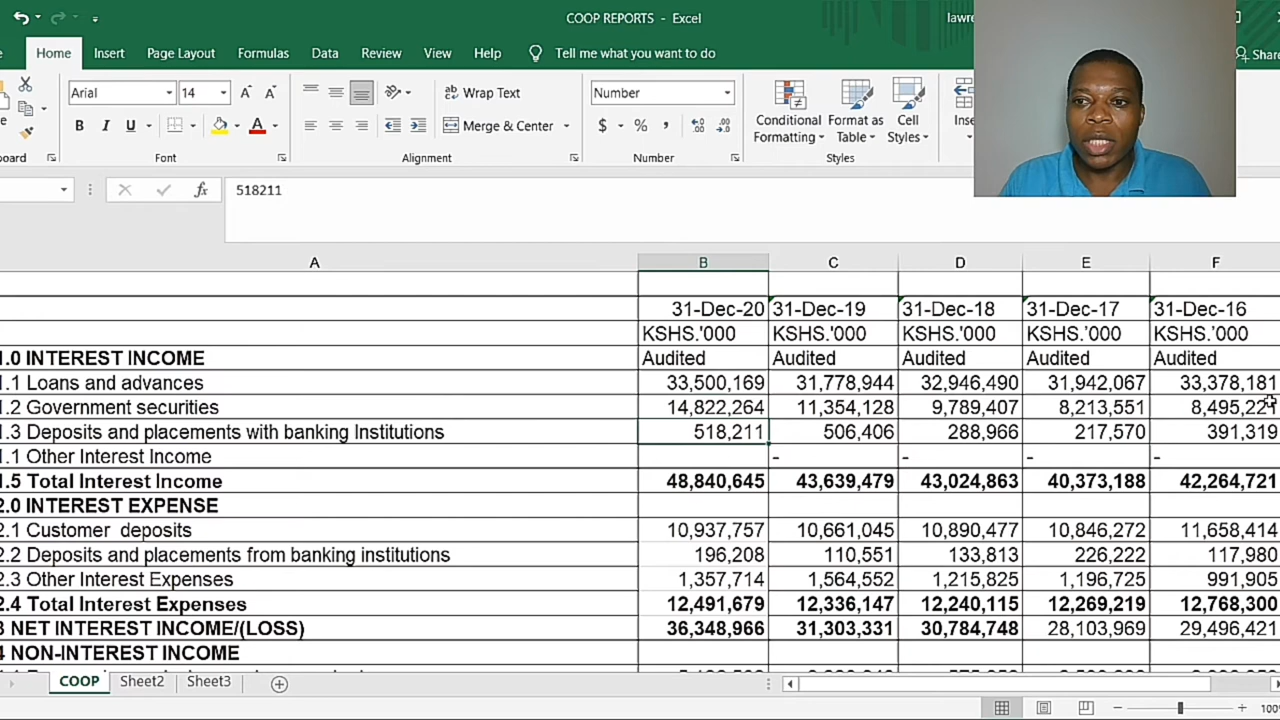 COOP REPORTS - Excel
lawre
Home Insert Page Layout Formulas Data Review View Help Tell me what you want to do Share
Arial 14 A A Wrap Text Number
B I U A Merge & Center $ % , Conditional Formatting Format as Table Cell Styles Inse
board Font Alignment Number Styles
fx 518211
A B C D E F
31-Dec-20 31-Dec-19 31-Dec-18 31-Dec-17 31-Dec-16
KSHS.'000 KSHS.'000 KSHS.'000 KSHS.'000 KSHS.'000
1.0 INTEREST INCOME Audited Audited Audited Audited Audited
1.1 Loans and advances 33,500,169 31,778,944 32,946,490 31,942,067 33,378,181
1.2 Government securities 14,822,264 11,354,128 9,789,407 8,213,551 8,495,221
1.3 Deposits and placements with banking Institutions 518,211 506,406 288,966 217,570 391,319
1.1 Other Interest Income - - - -
1.5 Total Interest Income 48,840,645 43,639,479 43,024,863 40,373,188 42,264,721
2.0 INTEREST EXPENSE
2.1 Customer deposits 10,937,757 10,661,045 10,890,477 10,846,272 11,658,414
2.2 Deposits and placements from banking institutions 196,208 110,551 133,813 226,222 117,980
2.3 Other Interest Expenses 1,357,714 1,564,552 1,215,825 1,196,725 991,905
2.4 Total Interest Expenses 12,491,679 12,336,147 12,240,115 12,269,219 12,768,300
3 NET INTEREST INCOME/(LOSS) 36,348,966 31,303,331 30,784,748 28,103,969 29,496,421
4 NON-INTEREST INCOME
COOP Sheet2 Sheet3
100%